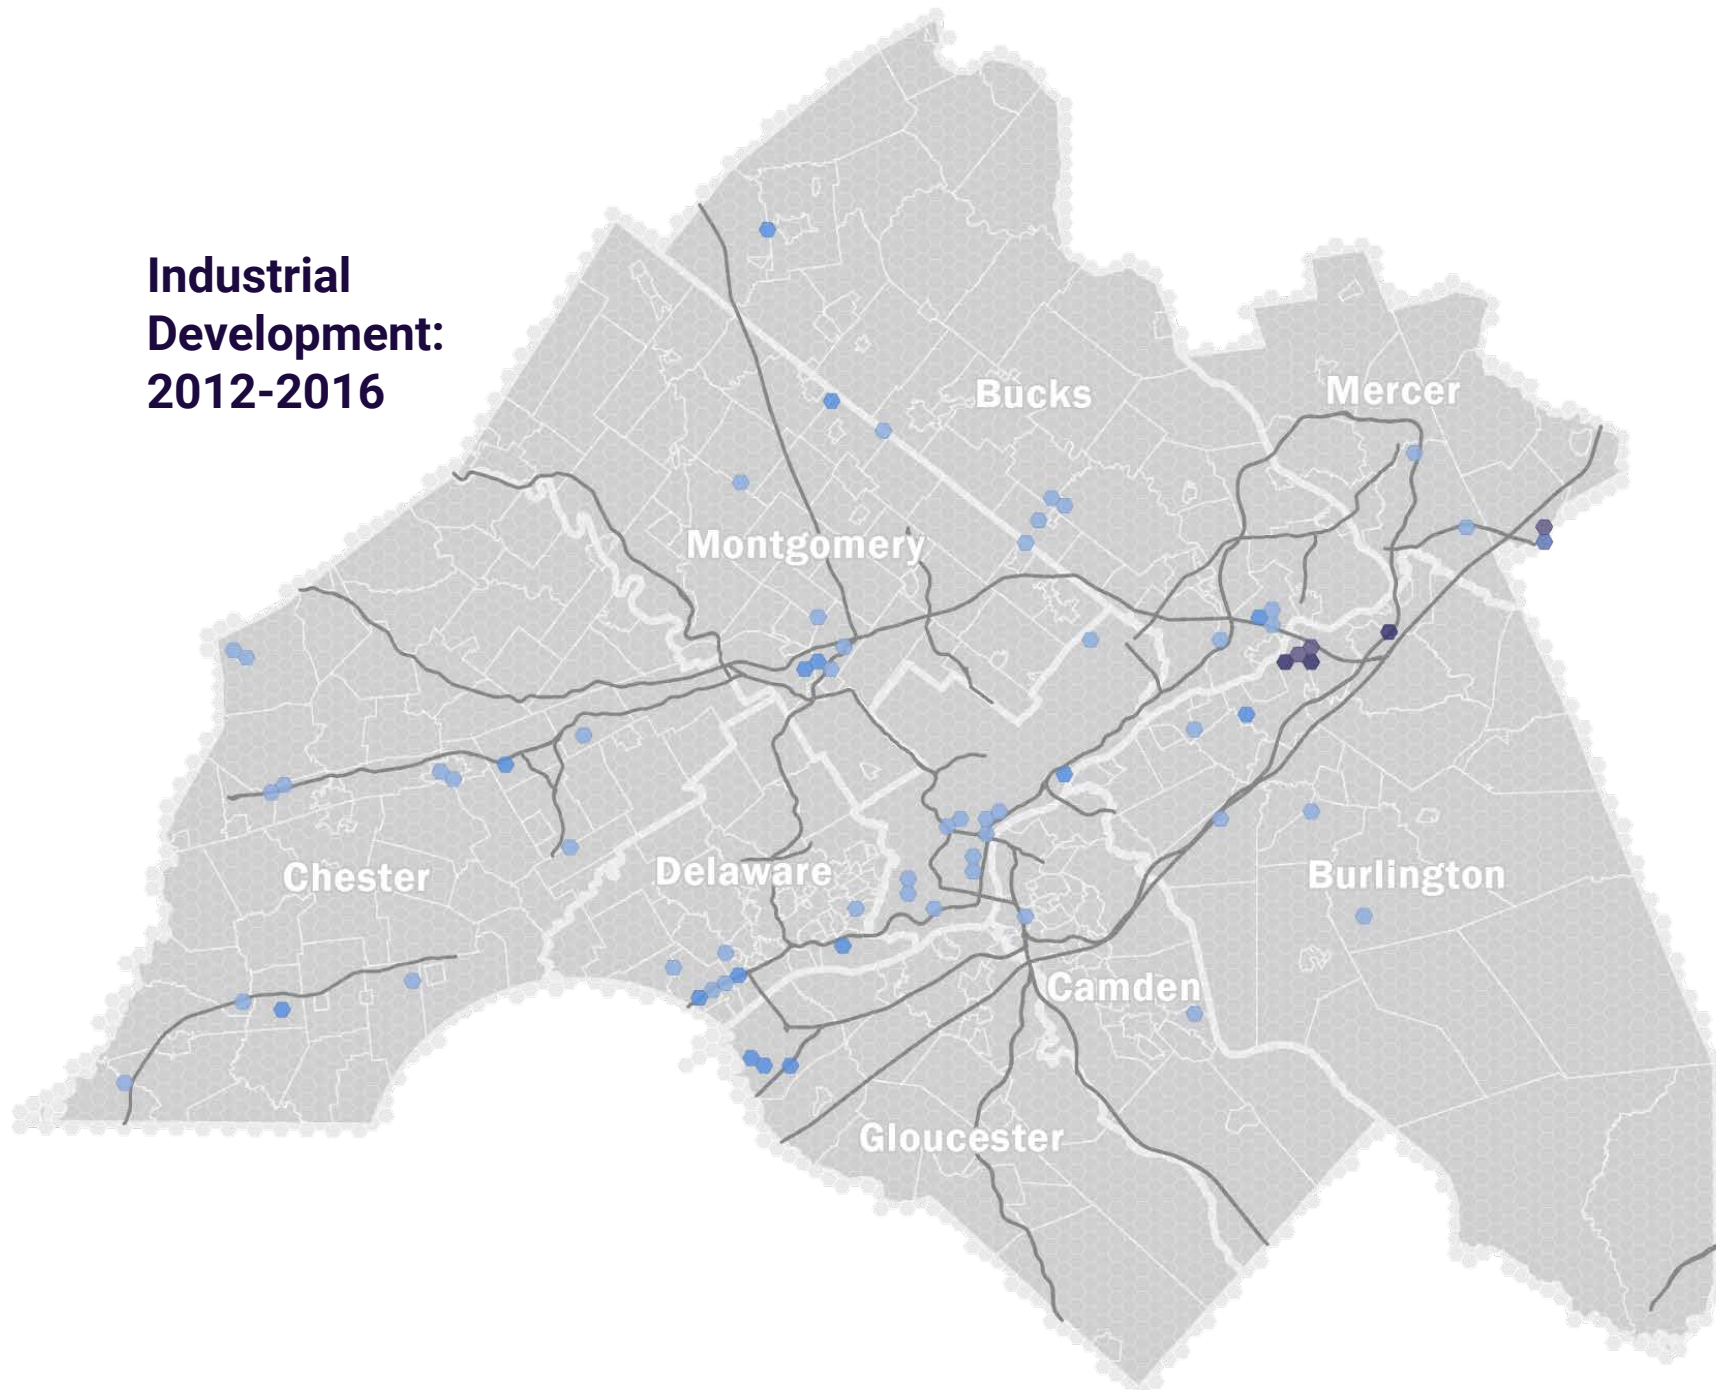 Industrial
Development:
2012-2016
Bucks
Mercer
Montgomery
Chester
Delaware
Burlington
Camden
Gloucester